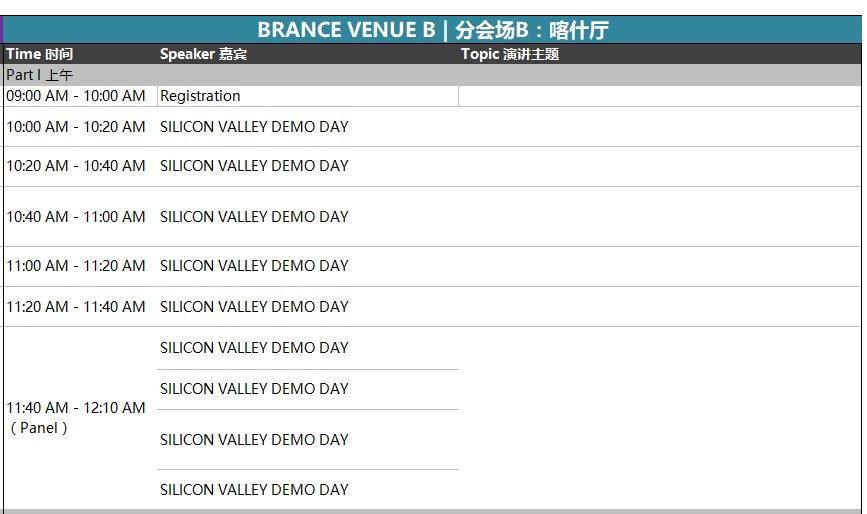 BRANCE VENUE B | 分会场B：喀什厅
Time 时间 Speaker 嘉宾 Topic 演讲主题
Part I 上午
09:00 AM - 10:00 AM Registration
10:00 AM - 10:20 AM SILICON VALLEY DEMO DAY
10:20 AM - 10:40 AM SILICON VALLEY DEMO DAY
10:40 AM - 11:00 AM SILICON VALLEY DEMO DAY
11:00 AM - 11:20 AM SILICON VALLEY DEMO DAY
11:20 AM - 11:40 AM SILICON VALLEY DEMO DAY
11:40 AM - 12:10 AM
（Panel）
SILICON VALLEY DEMO DAY
SILICON VALLEY DEMO DAY
SILICON VALLEY DEMO DAY
SILICON VALLEY DEMO DAY